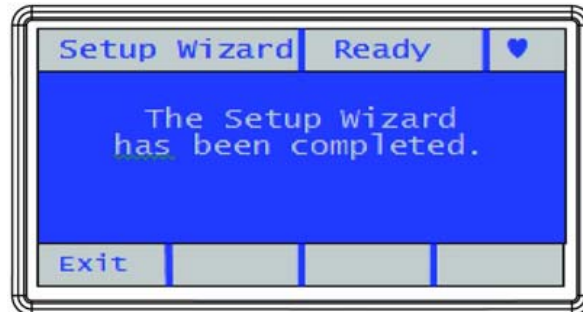 Setup Wizard Ready ♥
The Setup Wizard
has been completed.
Exit